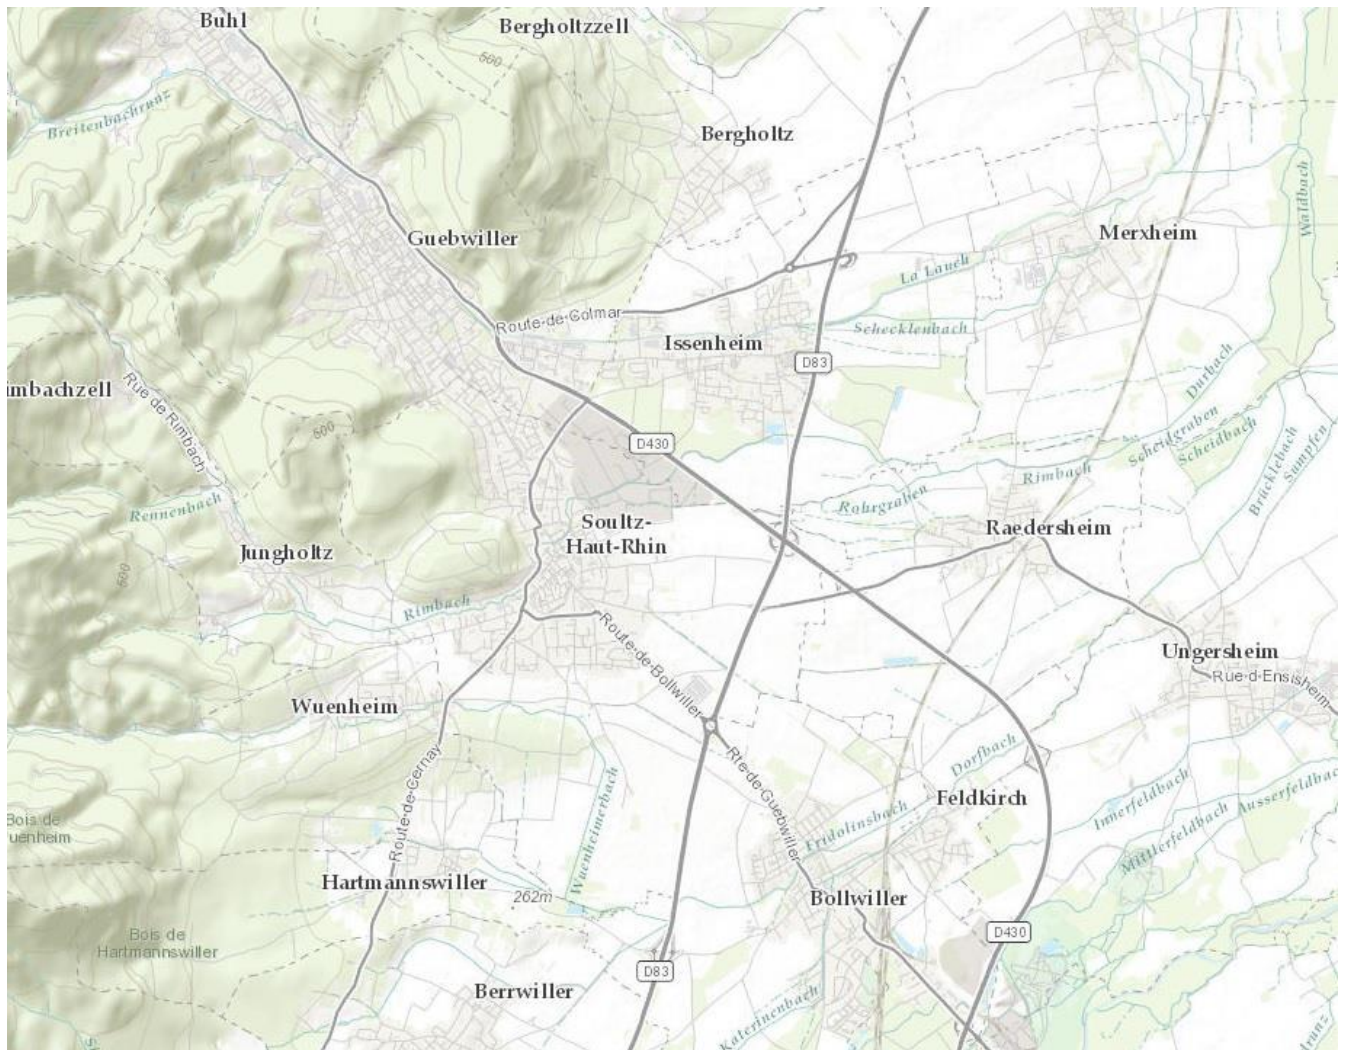 Buhl
Bergholtzzell
500
Breitenbachrunz
Bergholtz
Waldbach
Guebwiller
Merxheim
La Lauch
Route-de-Colmar
Schecklenbach
Issenheim
D83
imbachzell
Rue de Rimbach
Durbach
500
D430
Scheidgraben
Scheidbach
Brücklebach
Sumpfen
Rimbach
Rohrgraben
Rennenbach
Soultz-
Haut-Rhin
Raedersheim
Jungholtz
500
Rimbach
Route-de-Bollwiller
Ungersheim
Rue-d-Ensisheim
Wuenheim
Rte-de-Guebwiller
Dorfbach
Route-de-Cernay
Wuenheimerbach
Feldkirch
Innerfeldbach
Ausserfeldbac
Mittlerfeldbach
Fridolinsbach
Bois de
uenheim
Hartmannswiller
262m
Bollwiller
D430
Bois de
Hartmannswiller
D83
Berrwiller
Katerinenbach